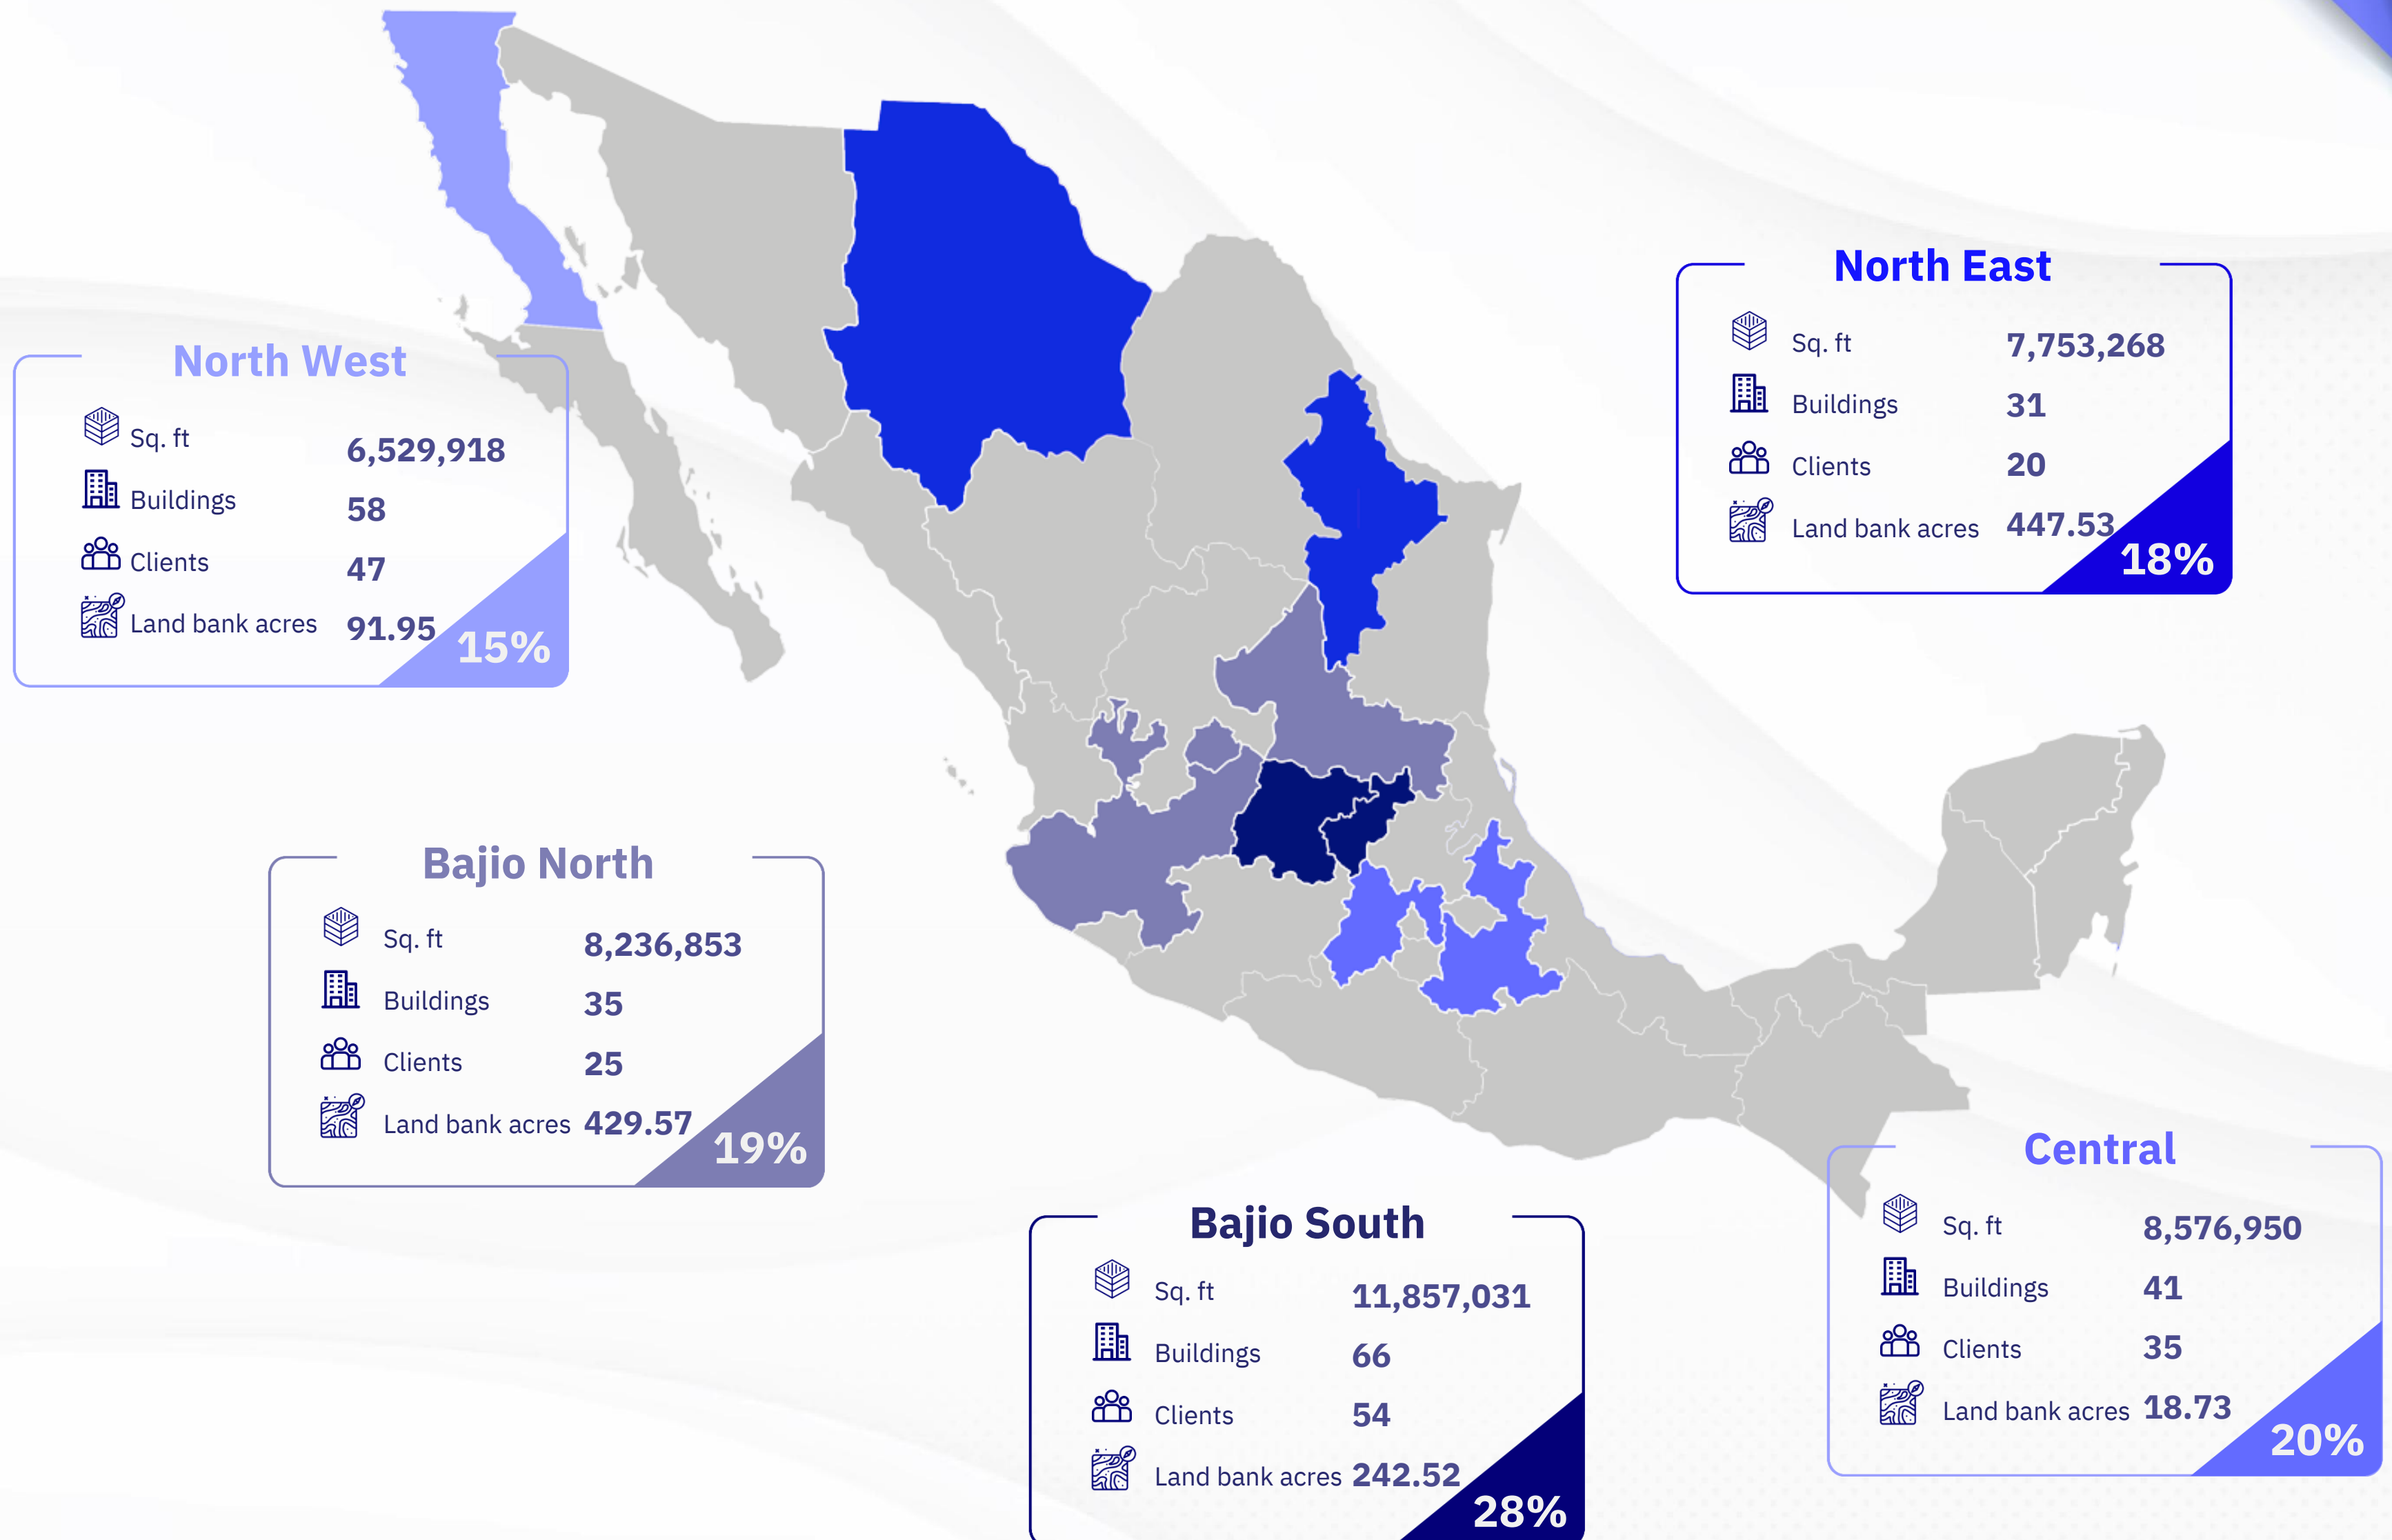 North East
Sq. ft 7,753,268
Buildings 31
Clients 20
Land bank acres 447.53
18%
North West
Sq. ft 6,529,918
Buildings 58
Clients 47
Land bank acres 91.95
15%
Bajio North
Sq. ft 8,236,853
Buildings 35
Clients 25
Land bank acres 429.57
19%
Bajio South
Sq. ft 11,857,031
Buildings 66
Clients 54
Land bank acres 242.52
28%
Central
Sq. ft 8,576,950
Buildings 41
Clients 35
Land bank acres 18.73
20%